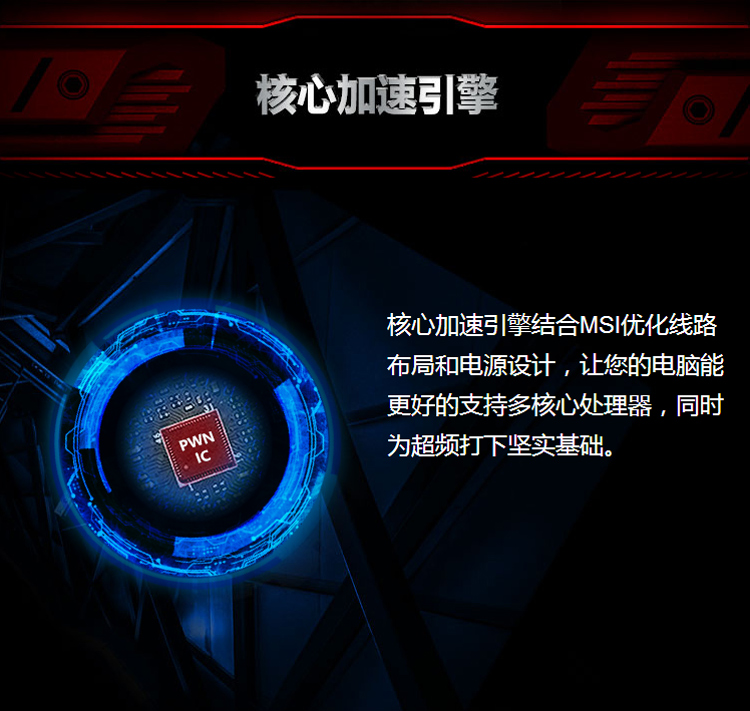 核心加速引擎
核心加速引擎结合MSI优化线路
布局和电源设计，让您的电脑能
更好的支持多核心处理器，同时
为超频打下坚实基础。
PWN
IC